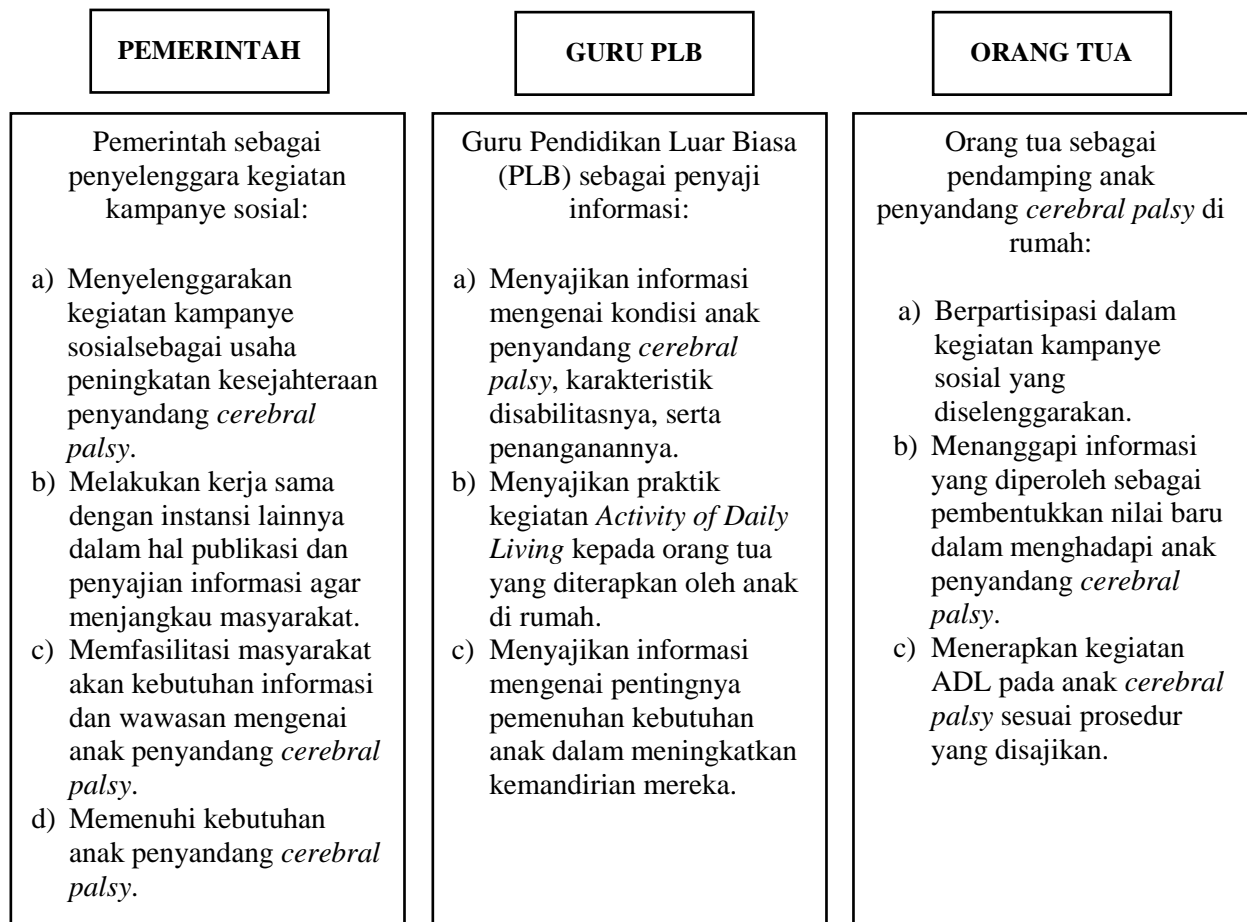 PEMERINTAH
Pemerintah sebagai
penyelenggara kegiatan
kampanye sosial:
a) Menyelenggarakan
kegiatan kampanye
sosialsebagai usaha
peningkatan kesejahteraan
penyandang cerebral
palsy.
b) Melakukan kerja sama
dengan instansi lainnya
dalam hal publikasi dan
penyajian informasi agar
menjangkau masyarakat.
c) Memfasilitasi masyarakat
akan kebutuhan informasi
dan wawasan mengenai
anak penyandang cerebral
palsy.
d) Memenuhi kebutuhan
anak penyandang cerebral
palsy.
GURU PLB
Guru Pendidikan Luar Biasa
(PLB) sebagai penyaji
informasi:
a) Menyajikan informasi
mengenai kondisi anak
penyandang cerebral
palsy, karakteristik
disabilitasnya, serta
penanganannya.
b) Menyajikan praktik
kegiatan Activity of Daily
Living kepada orang tua
yang diterapkan oleh anak
di rumah.
c) Menyajikan informasi
mengenai pentingnya
pemenuhan kebutuhan
anak dalam meningkatkan
kemandirian mereka.
ORANG TUA
Orang tua sebagai
pendamping anak
penyandang cerebral palsy di
rumah:
a) Berpartisipasi dalam
kegiatan kampanye
sosial yang
diselenggarakan.
b) Menanggapi informasi
yang diperoleh sebagai
pembentukkan nilai baru
dalam menghadapi anak
penyandang cerebral
palsy.
c) Menerapkan kegiatan
ADL pada anak cerebral
palsy sesuai prosedur
yang disajikan.